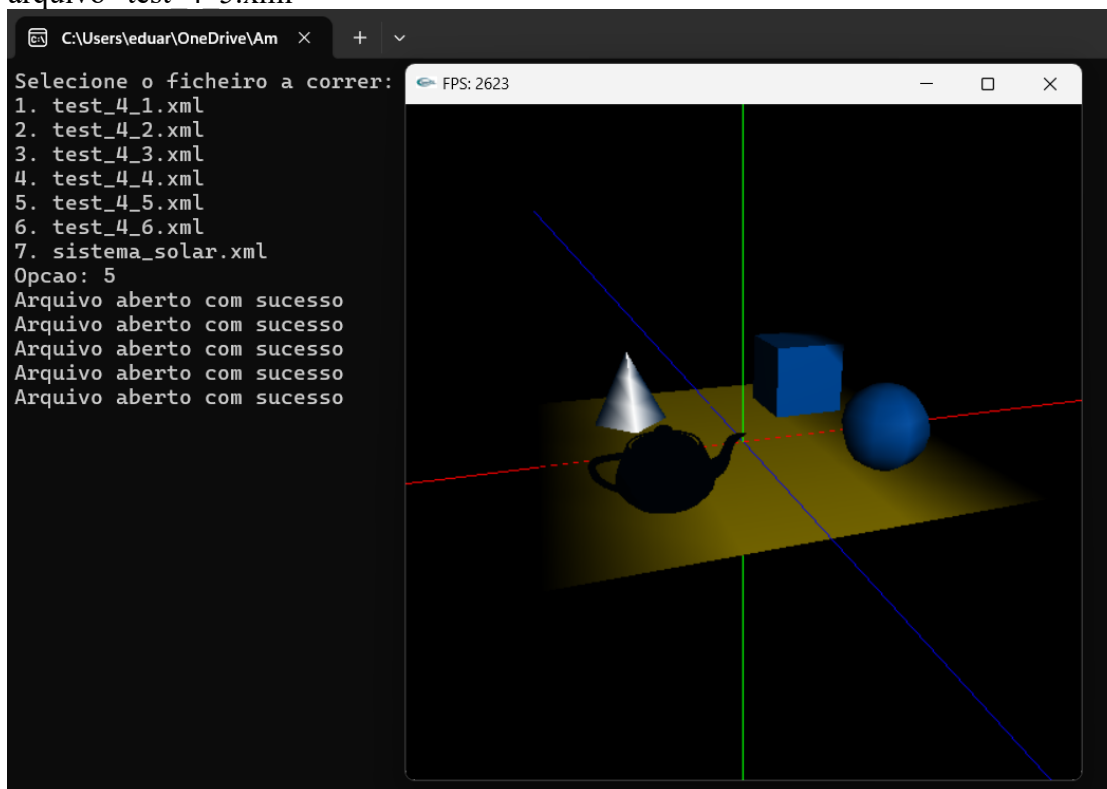 C:\Users\eduar\OneDrive\Am
Selecione o ficheiro a correr:
FPS: 2623
1. test_4_1.xml
2. test_4_2.xml
3. test_4_3.xml
4. test_4_4.xml
5. test_4_5.xml
6. test_4_6.xml
7. sistema_solar.xml
Opcao: 5
Arquivo aberto com sucesso
Arquivo aberto com sucesso
Arquivo aberto com sucesso
Arquivo aberto com sucesso
Arquivo aberto com sucesso